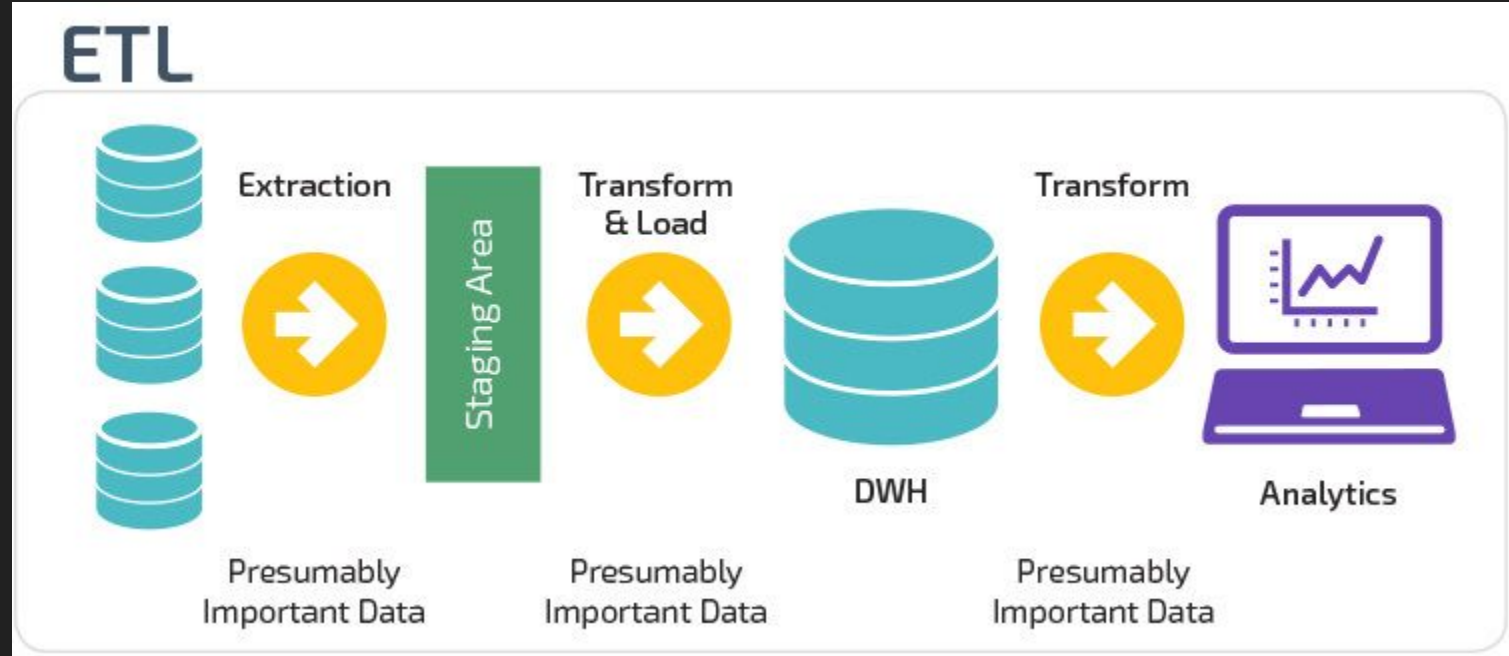 ETL
Extraction
Staging Area
Transform
& Load
Transform
DWH
Analytics
Presumably
Important Data
Presumably
Important Data
Presumably
Important Data